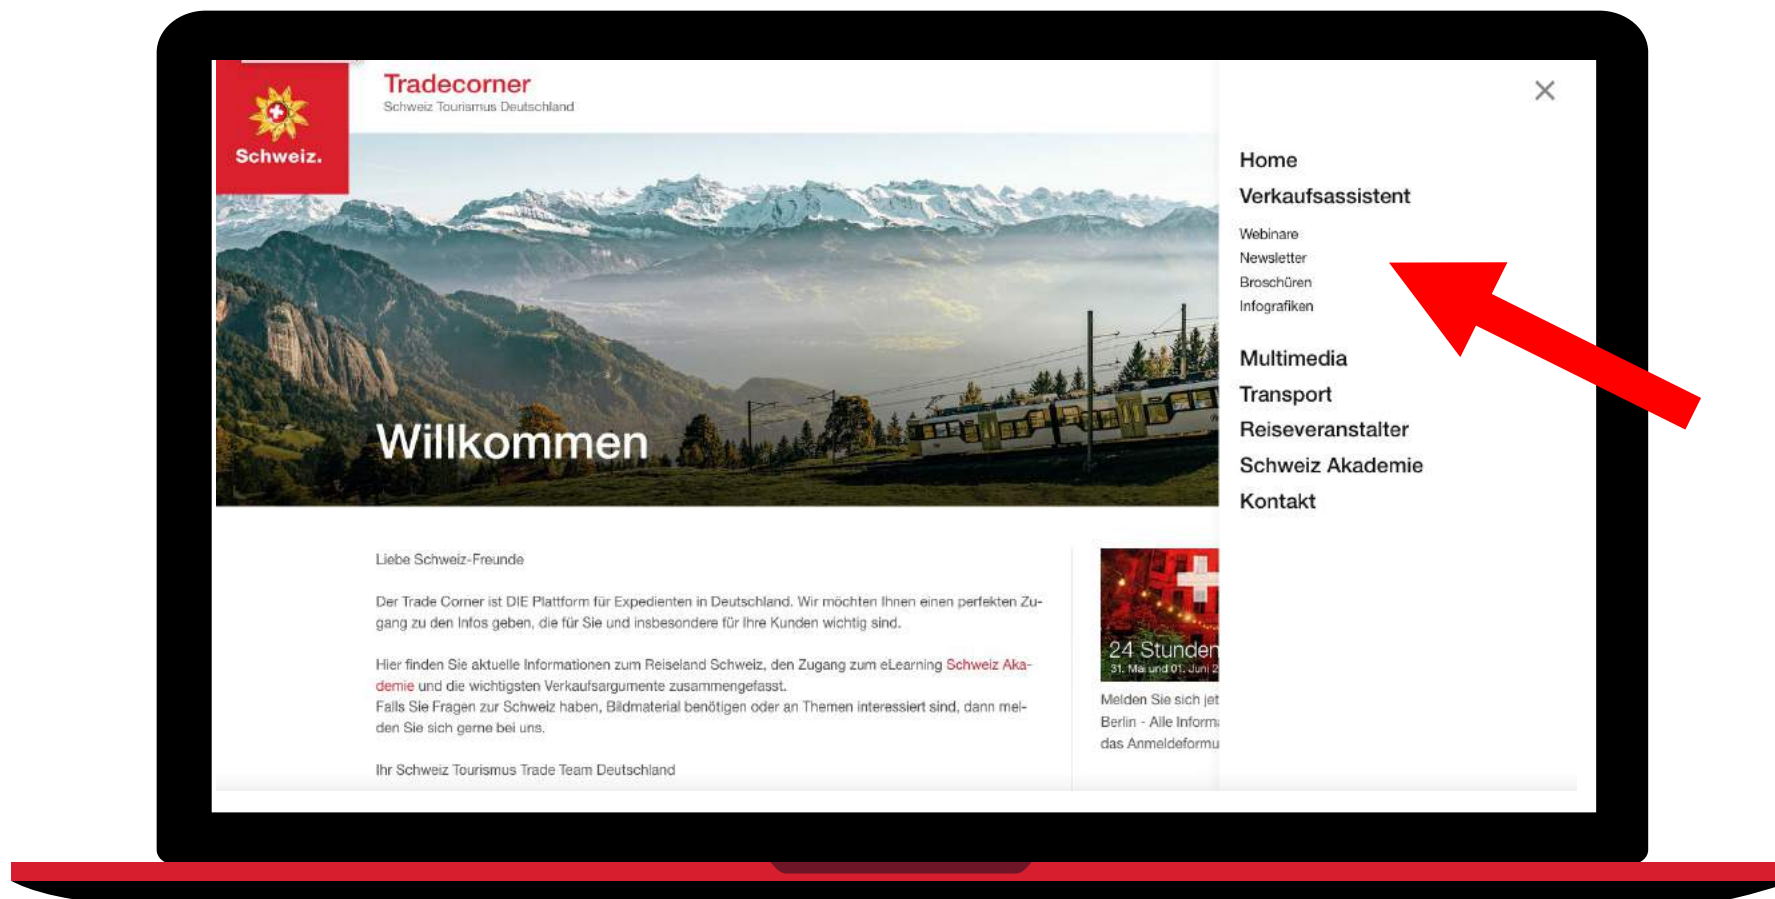 Tradecorner
Schweiz Tourismus Deutschland
Schweiz.
Willkommen
Home
Verkaufsassistent
Webinare
Newsletter
Broschüren
Infografiken
Multimedia
Transport
Reiseveranstalter
Schweiz Akademie
Kontakt
Liebe Schweiz-Freunde
Der Trade Corner ist DIE Plattform für Expedienten in Deutschland. Wir möchten Ihnen einen perfekten Zu-
gang zu den Infos geben, die für Sie und insbesondere für Ihre Kunden wichtig sind.
Hier finden Sie aktuelle Informationen zum Reiseland Schweiz, den Zugang zum eLearning Schweiz Aka-
demie und die wichtigsten Verkaufsargumente zusammengefasst.
Falls Sie Fragen zur Schweiz haben, Bildmaterial benötigen oder an Themen interessiert sind, dann mel-
den Sie sich gerne bei uns.
Ihr Schweiz Tourismus Trade Team Deutschland
24 Stunden
31. Mai und 01. Juni 2
Melden Sie sich jet
Berlin - Alle Inform
das Anmeldeformu